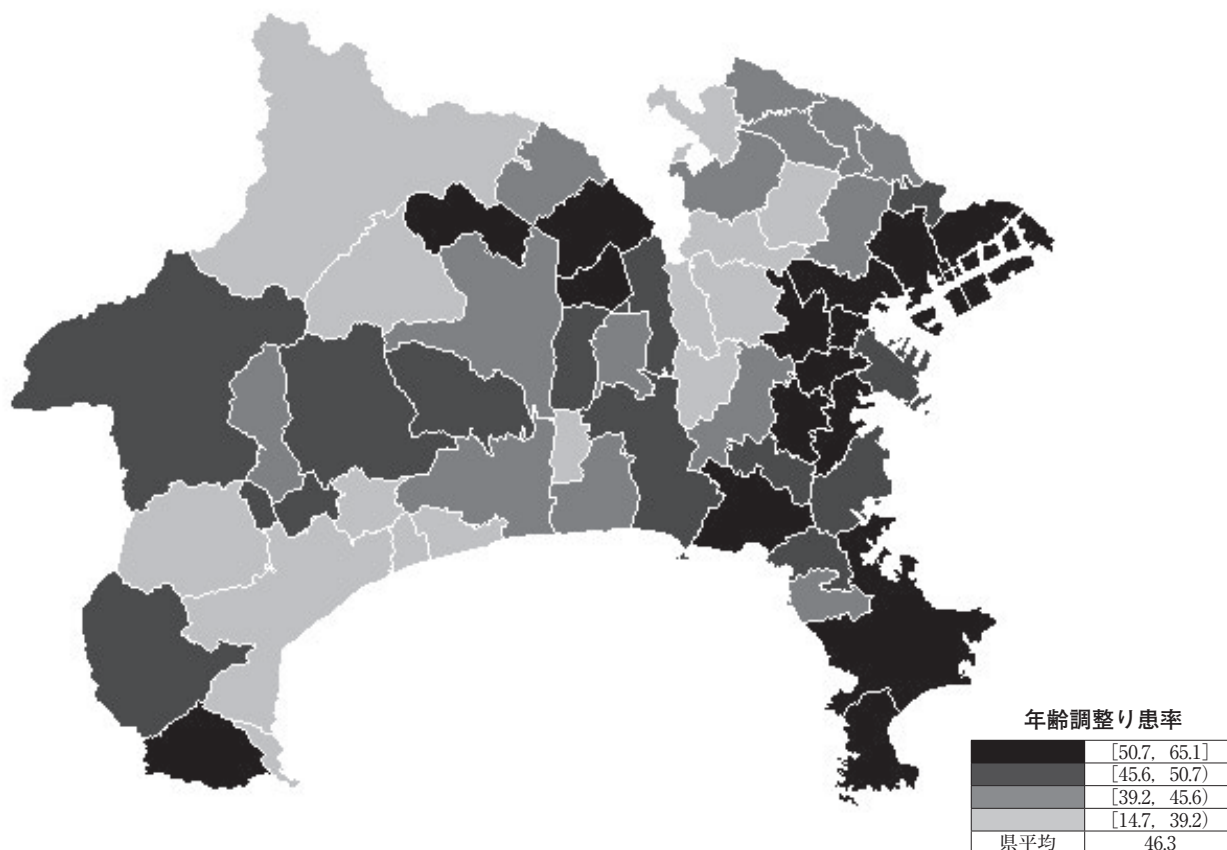 年齢調整り患率
[50.7, 65.1]
[45.6, 50.7)
[39.2, 45.6)
[14.7, 39.2)
県平均 46.3